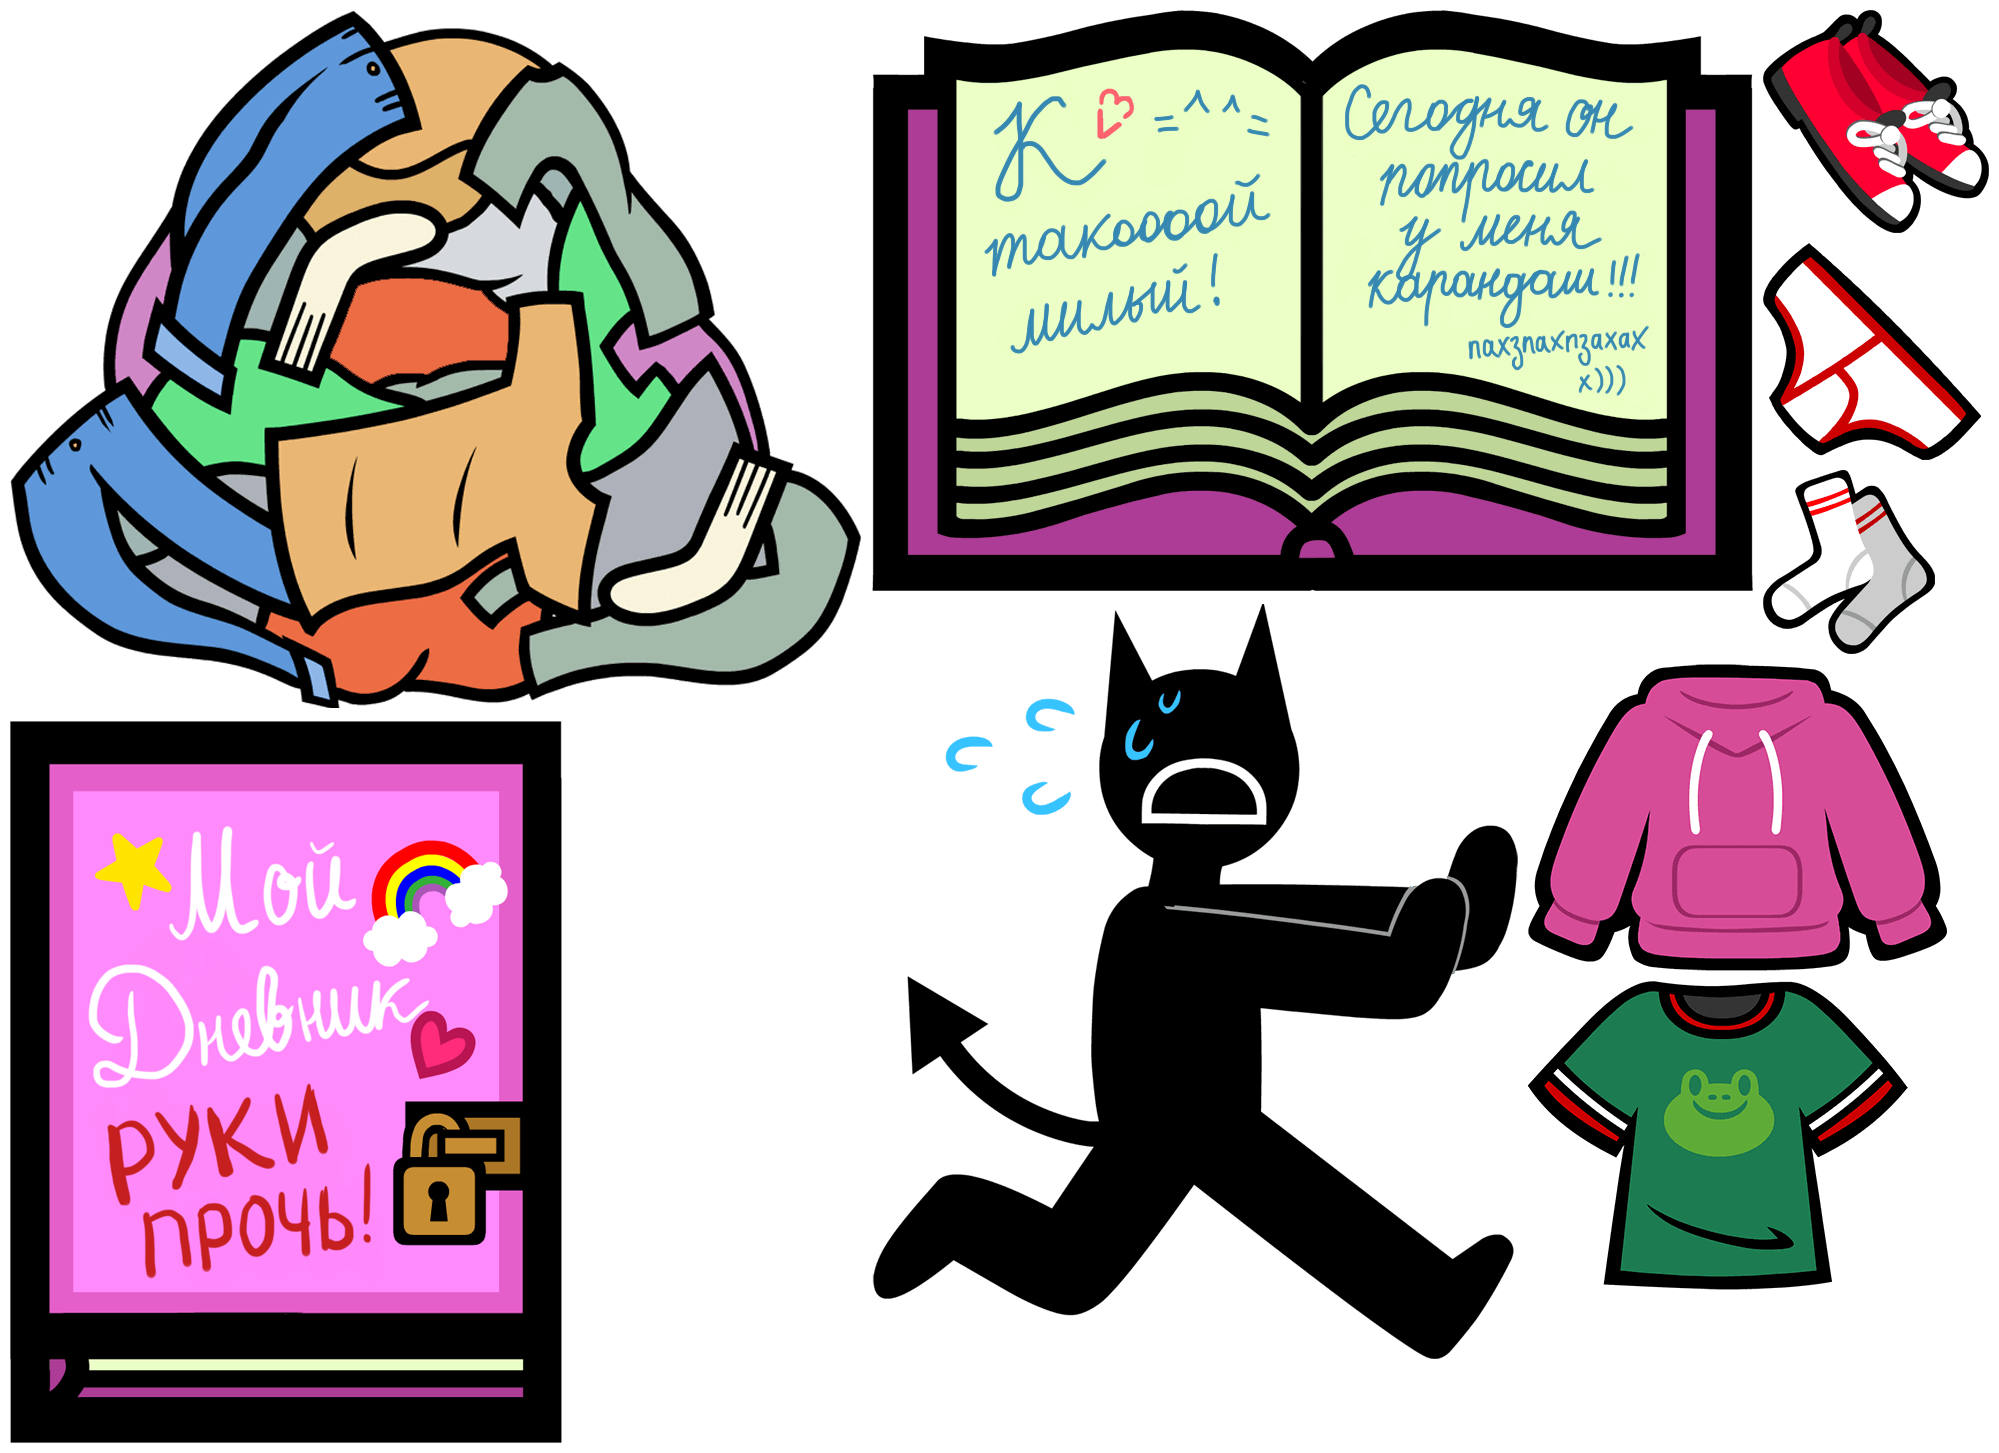 К =^^=
такоооой
милый!
Сегодня он
попросил
у меня
карандаш!!!
пахзпахпзахах
х)))
Мой
Дневник
РУКИ
ПРОЧЬ!